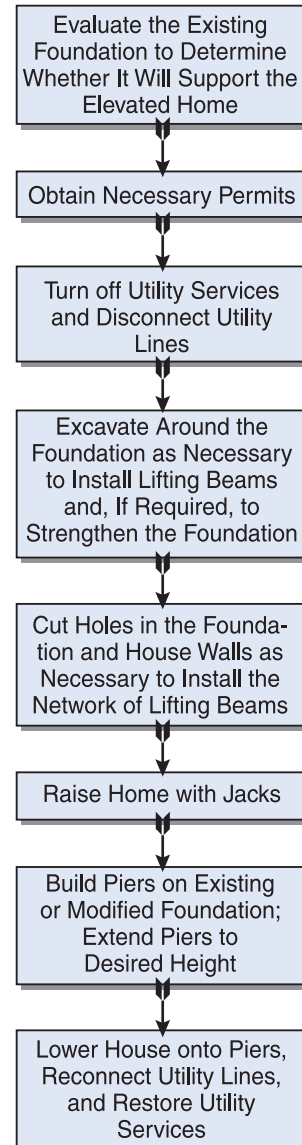 Evaluate the Existing
Foundation to Determine
Whether It Will Support the
Elevated Home
Obtain Necessary Permits
Turn off Utility Services
and Disconnect Utility
Lines
Excavate Around the
Foundation as Necessary
to Install Lifting Beams
and, If Required, to
Strengthen the Foundation
Cut Holes in the Founda-
tion and House Walls as
Necessary to Install the
Network of Lifting Beams
Raise Home with Jacks
Build Piers on Existing
or Modified Foundation;
Extend Piers to
Desired Height
Lower House onto Piers,
Reconnect Utility Lines,
and Restore Utility
Services